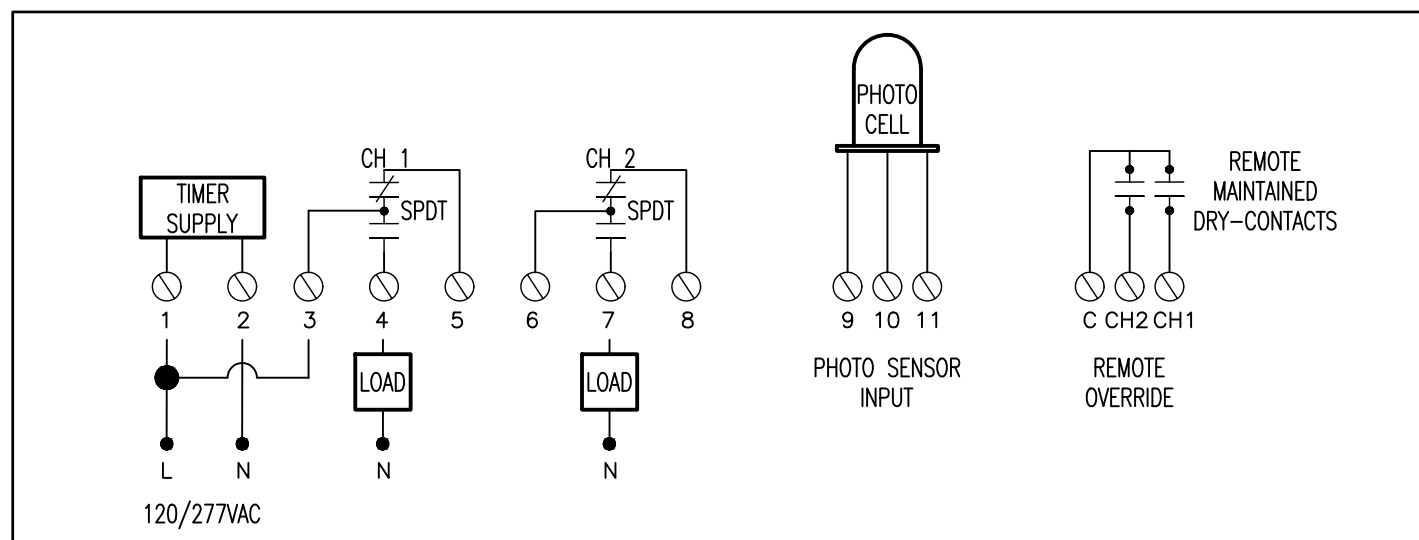 TIMER
SUPPLY
CH 1
SPDT
CH 2
SPDT
PHOTO
CELL
REMOTE
MAINTAINED
DRY-CONTACTS
1 2 3 4 5 6 7 8 9 10 11 C CH2 CH1
LOAD
LOAD
PHOTO SENSOR
INPUT
REMOTE
OVERRIDE
L N N N
120/277VAC